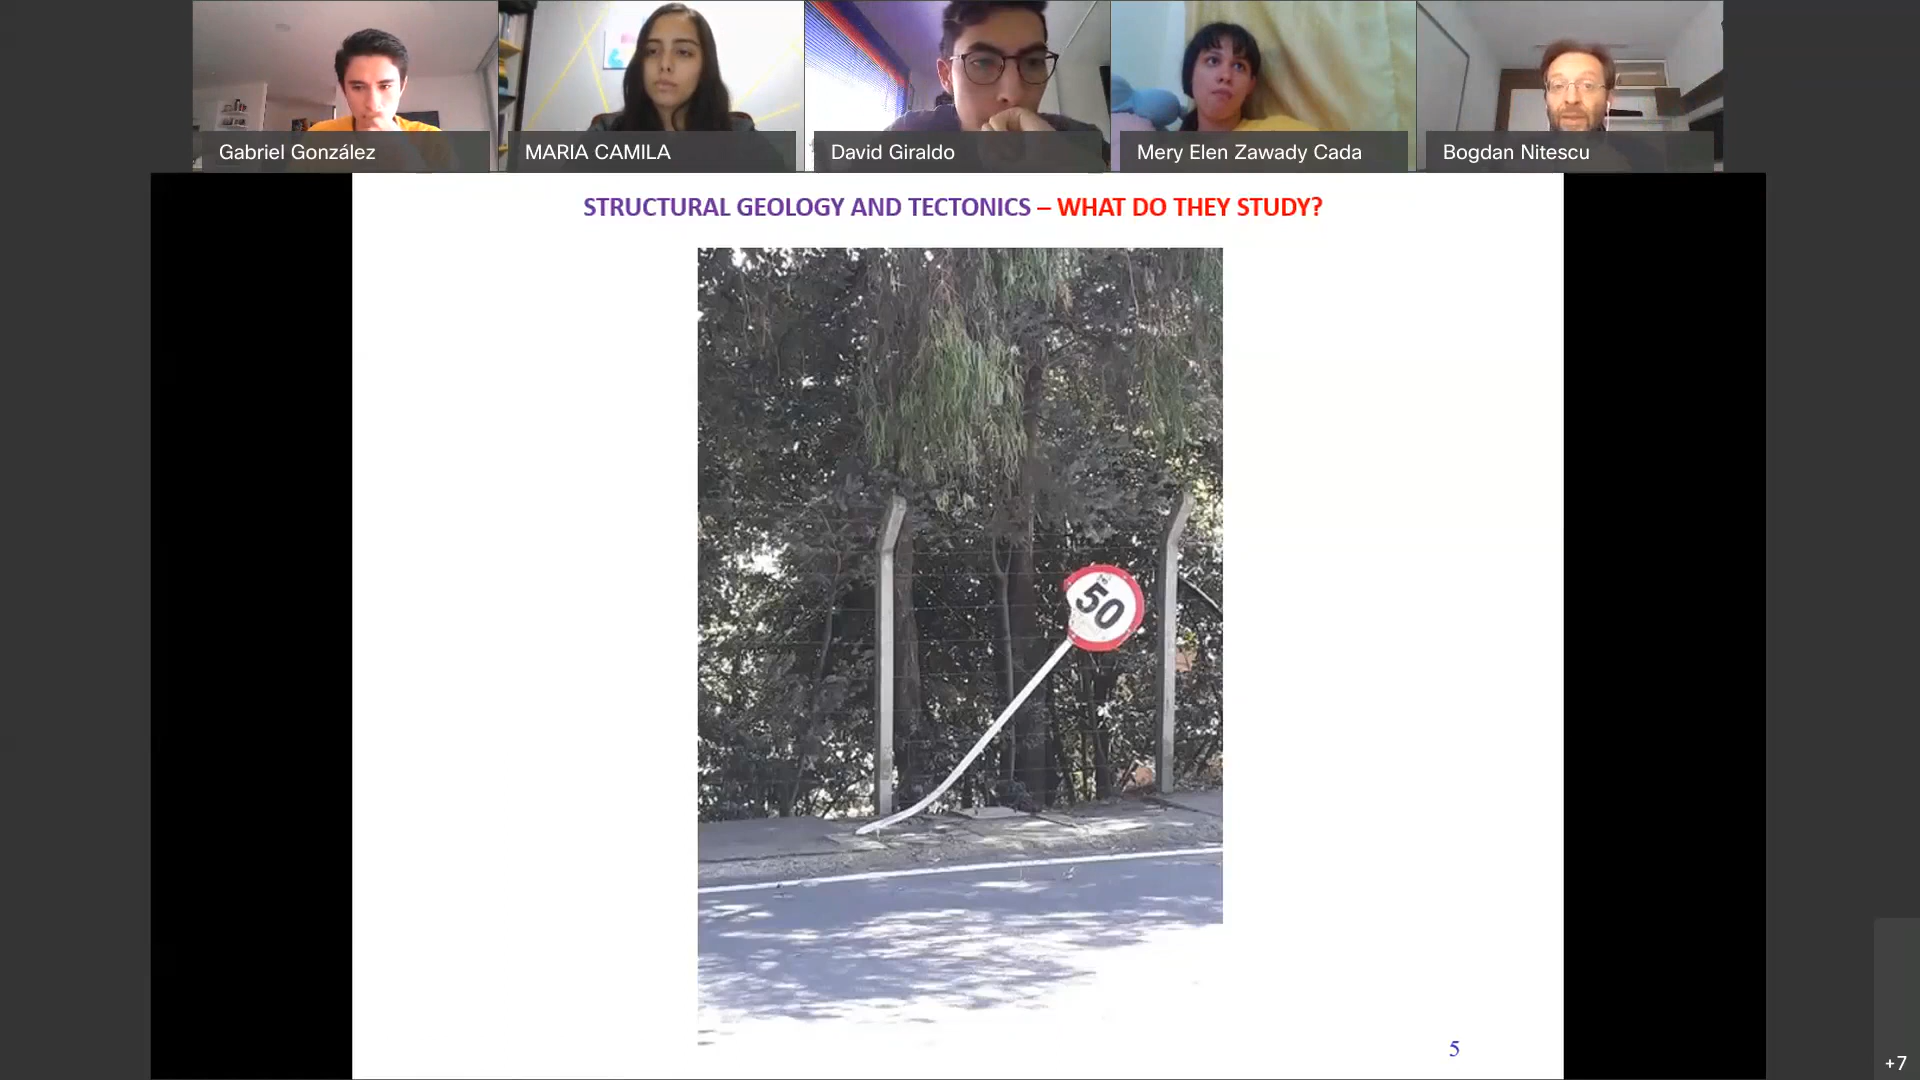 Gabriel González
MARIA CAMILA
David Giraldo
Mery Elen Zawady Cada
Bogdan Nitescu
STRUCTURAL GEOLOGY AND TECTONICS – WHAT DO THEY STUDY?
50
5
+7